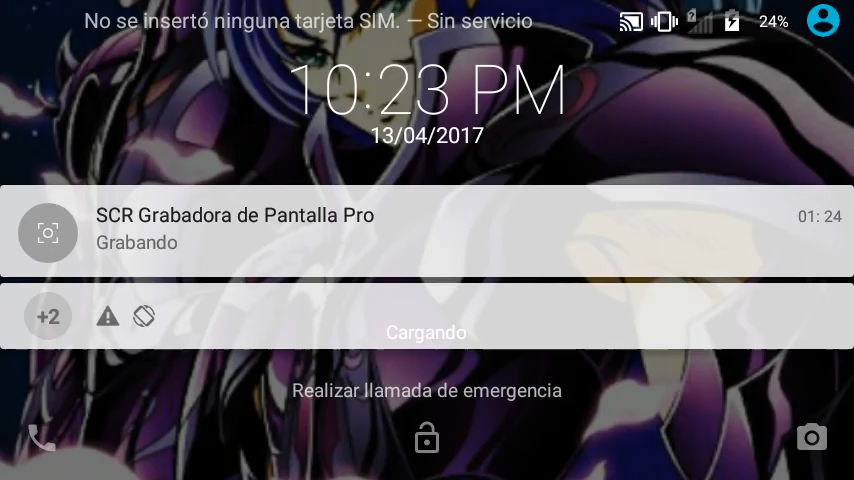 No se insertó ninguna tarjeta SIM. — Sin servicio
24%
10:23 PM
13/04/2017
SCR Grabadora de Pantalla Pro
01: 24
Grabando
+2
Cargando
Realizar llamada de emergencia